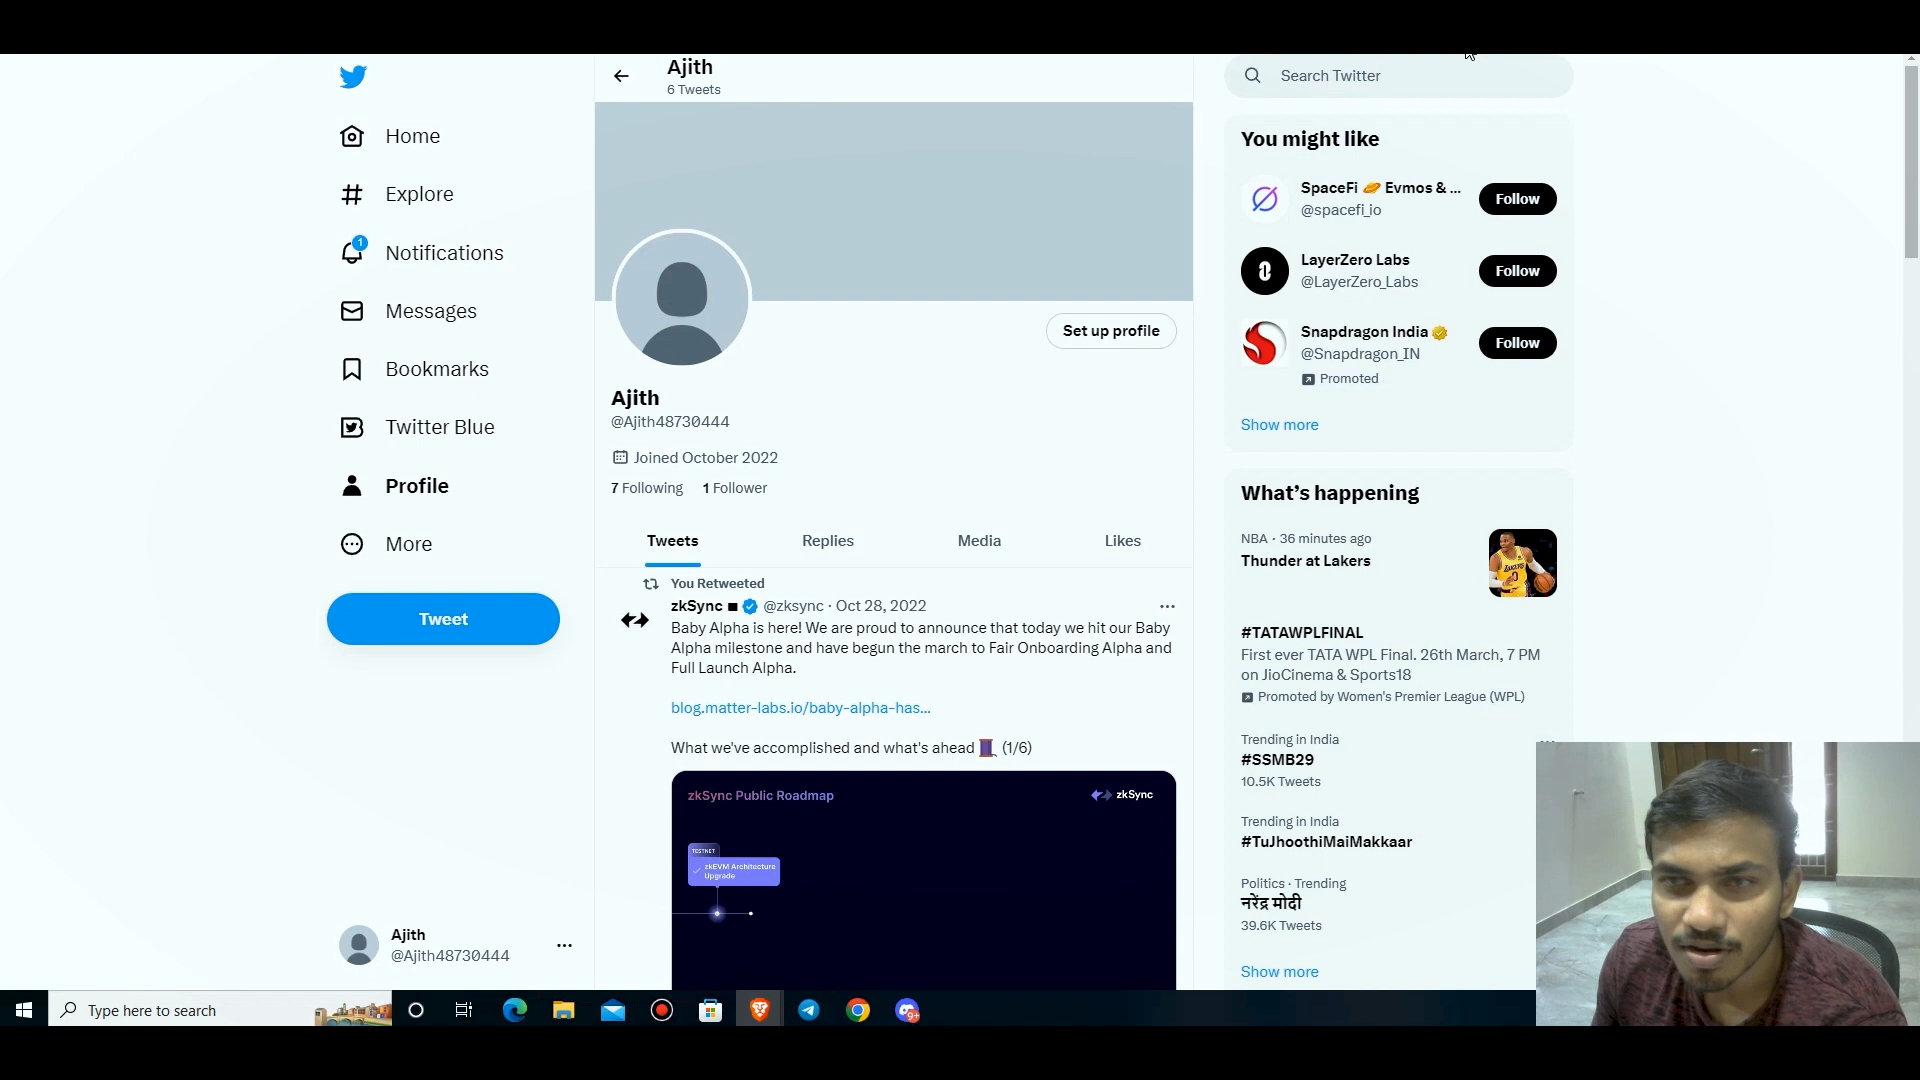 Home
Explore
1
Notifications
Messages
Bookmarks
Twitter Blue
Profile
More
Tweet
Ajith
@Ajith48730444
Ajith
6 Tweets
Set up profile
Ajith
@Ajith48730444
Joined October 2022
7 Following 1 Follower
Tweets Replies Media Likes
You Retweeted
zkSync @zksync · Oct 28, 2022
Baby Alpha is here! We are proud to announce that today we hit our Baby
Alpha milestone and have begun the march to Fair Onboarding Alpha and
Full Launch Alpha.
blog.matter-labs.io/baby-alpha-has...
What we've accomplished and what's ahead 🧵 (1/6)
zkSync Public Roadmap
zkSync
TESTNET
zkEVM Architecture
Upgrade
Search Twitter
You might like
SpaceFi 🪐 Evmos & ...
@spacefi_io
Follow
LayerZero Labs
@LayerZero_Labs
Follow
Snapdragon India
@Snapdragon_IN
Follow
Promoted
Show more
What's happening
NBA · 36 minutes ago
Thunder at Lakers
#TATAWPLFINAL
First ever TATA WPL Final. 26th March, 7 PM
on JioCinema & Sports18
Promoted by Women's Premier League (WPL)
Trending in India
#SSMB29
10.5K Tweets
Trending in India
#TuJhoothiMaiMakkaar
Politics · Trending
नरेंद्र मोदी
39.6K Tweets
Show more
Type here to search
9+